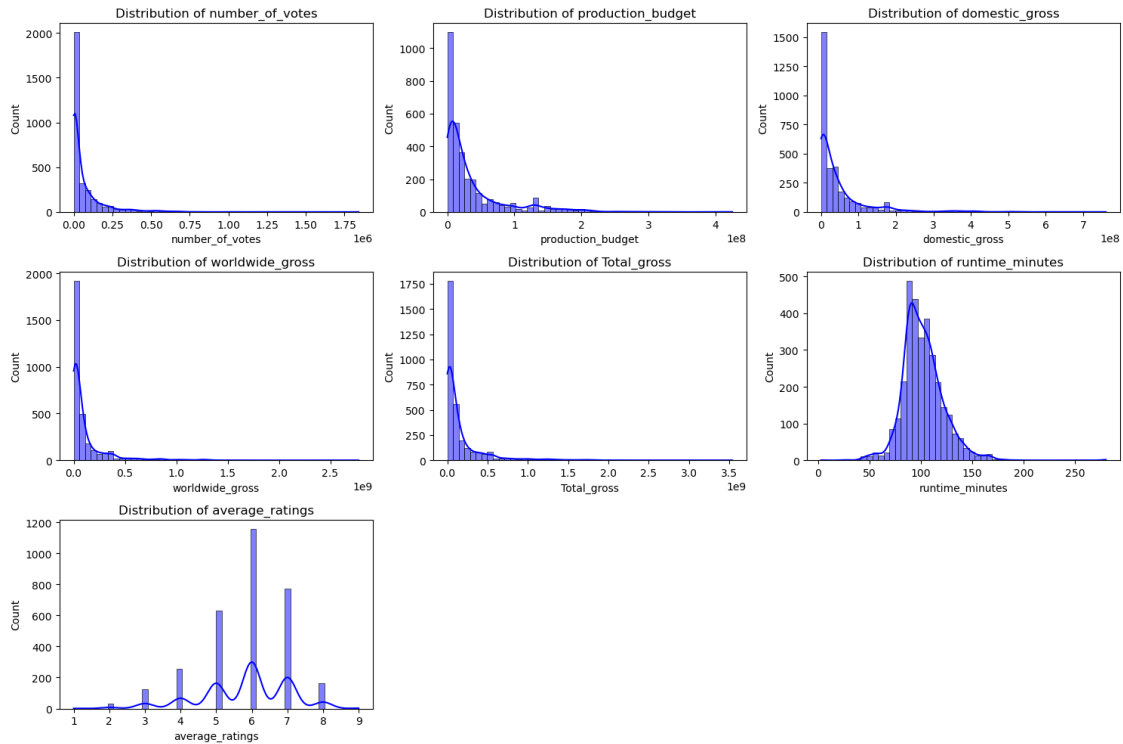 Distribution of number_of_votes
2000
1500
1000
500
0
Count
0.00 0.25 0.50 0.75 1.00 1.25 1.50 1.75
1e6
number_of_votes
Distribution of production_budget
1000
800
600
400
200
0
Count
0 1 2 3 4
1e8
production_budget
Distribution of domestic_gross
1500
1250
1000
750
500
250
0
Count
0 1 2 3 4 5 6 7
1e8
domestic_gross
Distribution of worldwide_gross
2000
1500
1000
500
0
Count
0.0 0.5 1.0 1.5 2.0 2.5
1e9
worldwide_gross
Distribution of Total_gross
1750
1500
1250
1000
750
500
250
0
Count
0.0 0.5 1.0 1.5 2.0 2.5 3.0 3.5
1e9
Total_gross
Distribution of runtime_minutes
500
400
300
200
100
0
Count
0 50 100 150 200 250
runtime_minutes
Distribution of average_ratings
1200
1000
800
600
400
200
0
Count
1 2 3 4 5 6 7 8 9
average_ratings